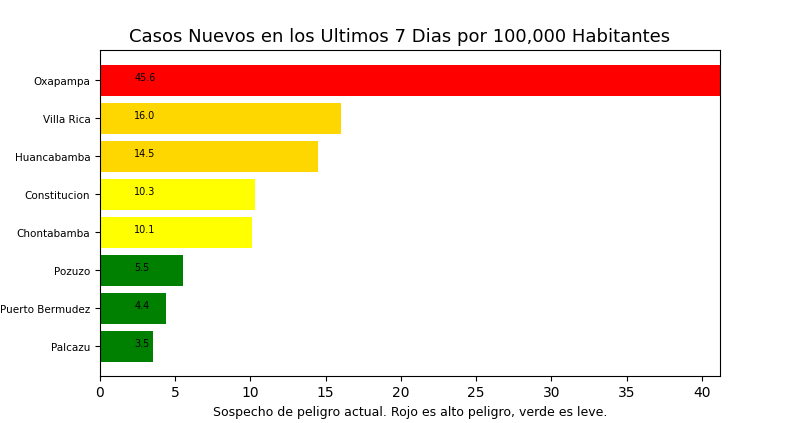 Casos Nuevos en los Ultimos 7 Dias por 100,000 Habitantes
Oxapampa 45.6
Villa Rica 16.0
Huancabamba 14.5
Constitucion 10.3
Chontabamba 10.1
Pozuzo 5.5
Puerto Bermudez 4.4
Palcazu 3.5
0 5 10 15 20 25 30 35 40
Sospecho de peligro actual. Rojo es alto peligro, verde es leve.